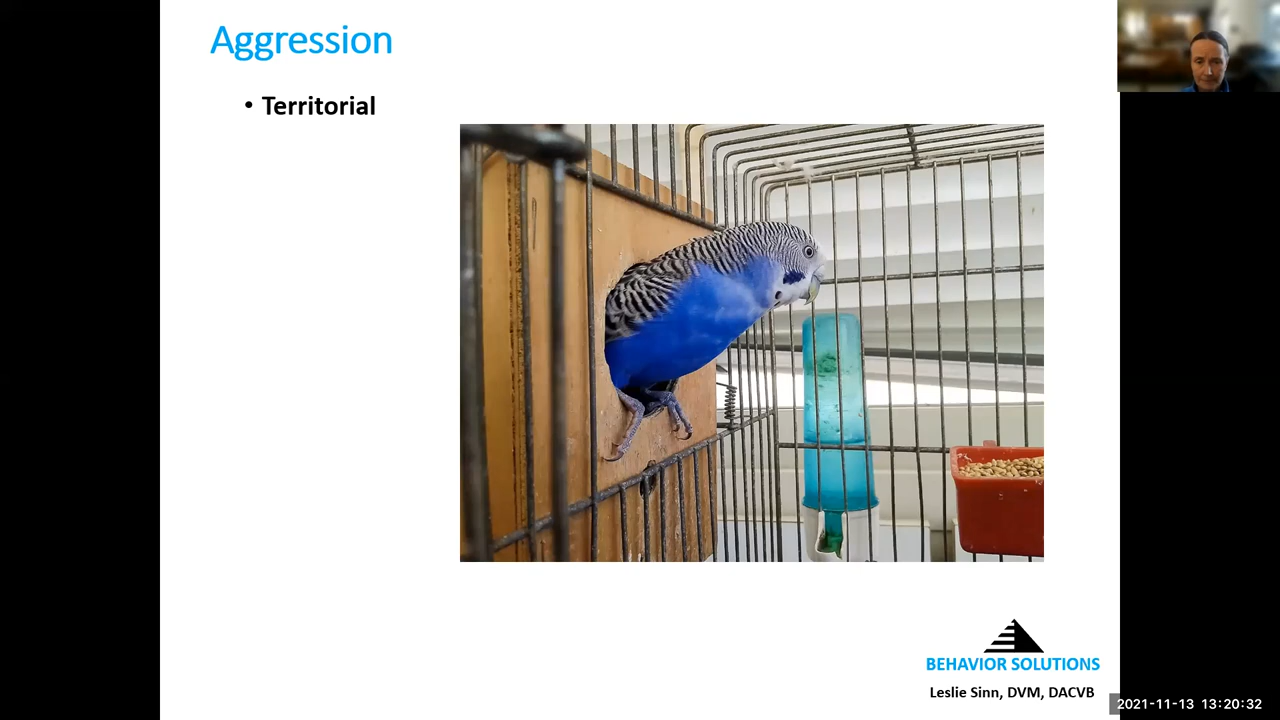 Aggression
• Territorial
BEHAVIOR SOLUTIONS
Leslie Sinn, DVM, DACVB
2021-11-13 13:20:32